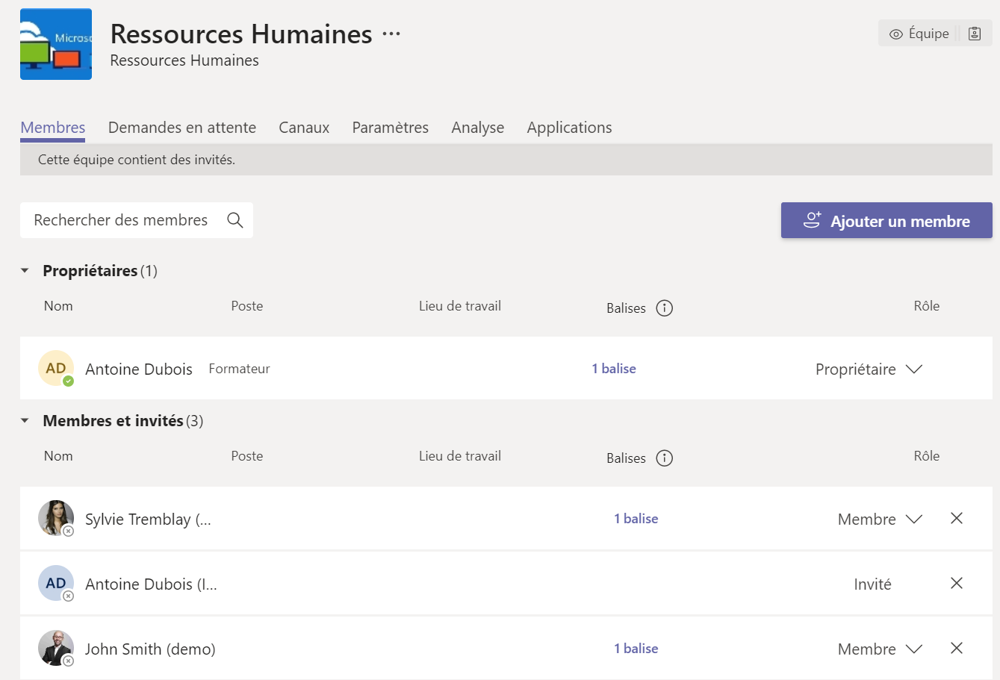 Microso
Ressources Humaines ...
Ressources Humaines
Équipe
Membres Demandes en attente Canaux Paramètres Analyse Applications
Cette équipe contient des invités.
Rechercher des membres
Ajouter un membre
Propriétaires (1)
Nom Poste Lieu de travail Balises Rôle
AD Antoine Dubois Formateur 1 balise Propriétaire
Membres et invités (3)
Nom Poste Lieu de travail Balises Rôle
Sylvie Tremblay (... 1 balise Membre
AD Antoine Dubois (I... Invité
John Smith (demo) 1 balise Membre